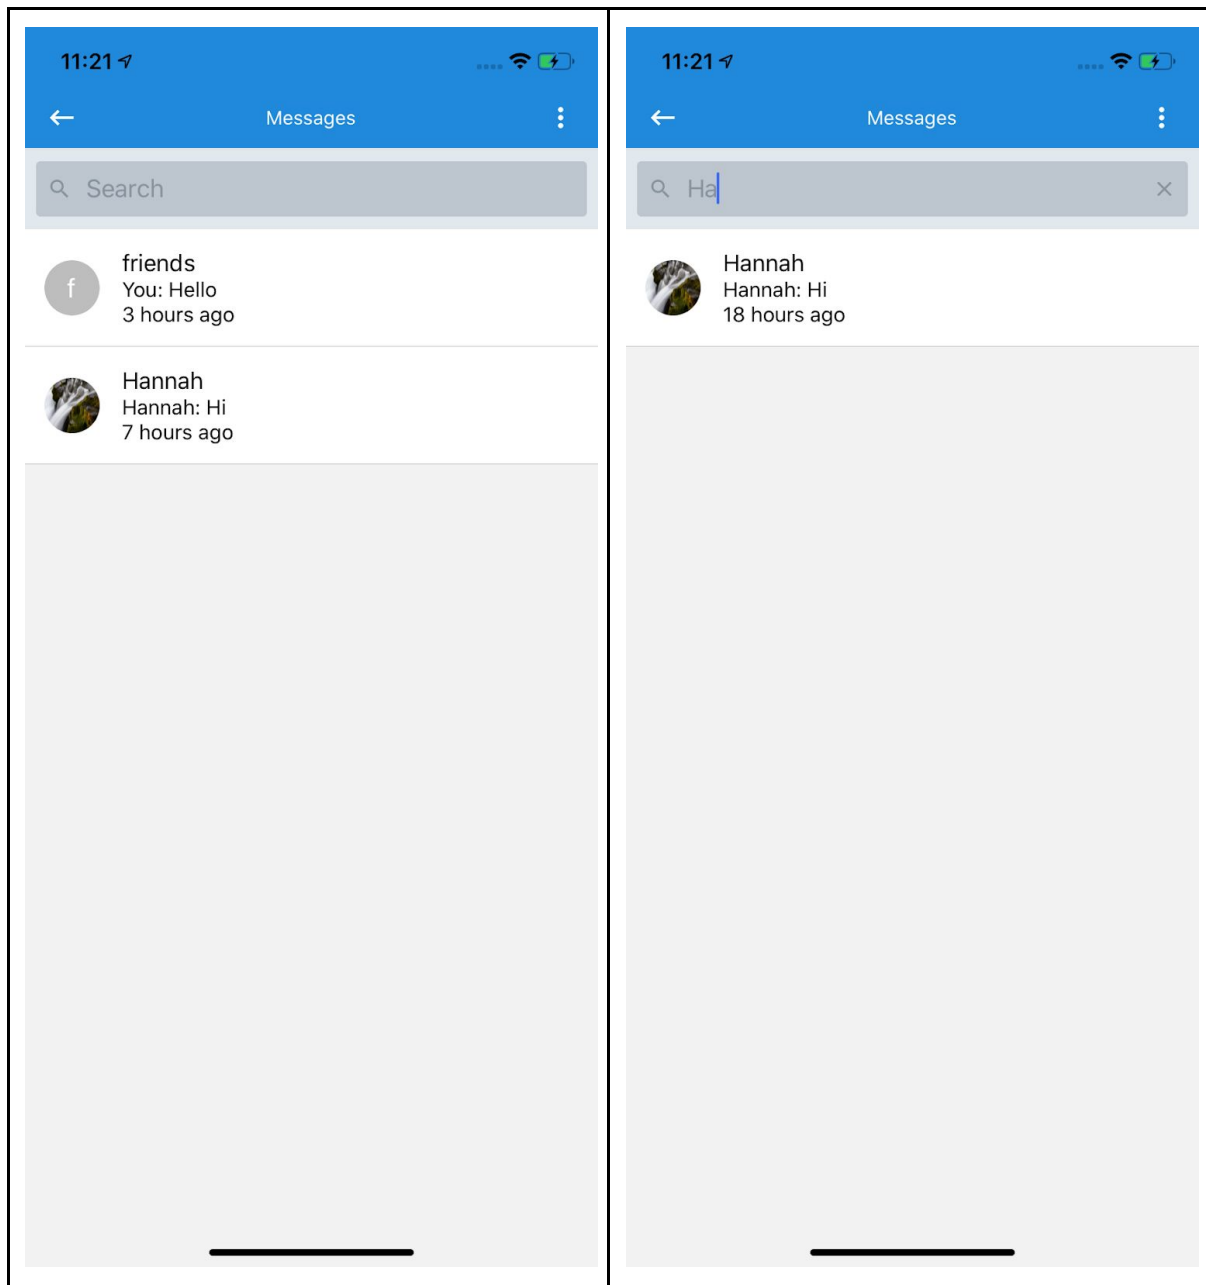 11:21
Messages
Search
f
friends
You: Hello
3 hours ago
Hannah
Hannah: Hi
7 hours ago
11:21
Messages
Ha
Hannah
Hannah: Hi
18 hours ago